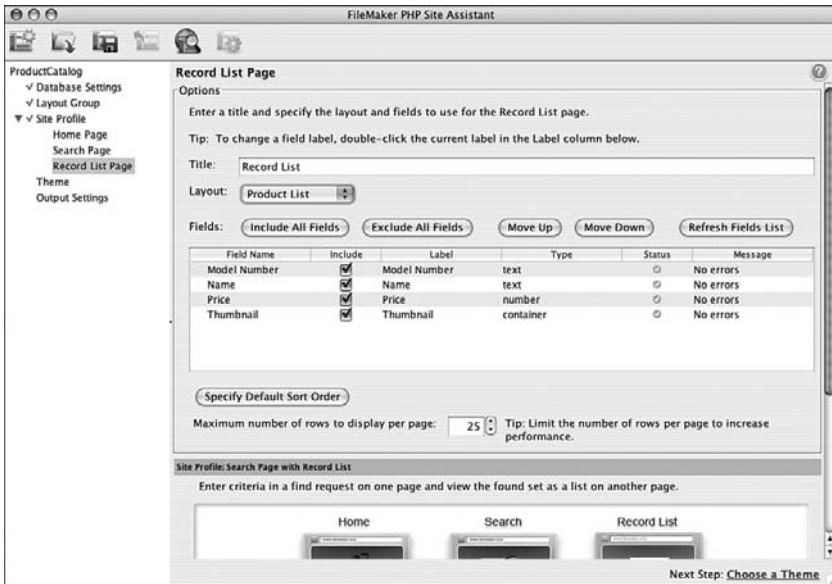 FileMaker PHP Site Assistant
ProductCatalog
✓ Database Settings
✓ Layout Group
▼ ✓ Site Profile
Home Page
Search Page
Record List Page
Theme
Output Settings
Record List Page
Options
Enter a title and specify the layout and fields to use for the Record List page.
Tip: To change a field label, double-click the current label in the Label column below.
Title: Record List
Layout: Product List
Fields: Include All Fields Exclude All Fields Move Up Move Down Refresh Fields List
Field Name Include Label Type Status Message
Model Number Model Number text No errors
Name Name text No errors
Price Price number No errors
Thumbnail Thumbnail container No errors
Specify Default Sort Order
Maximum number of rows to display per page: 25 Tip: Limit the number of rows per page to increase
performance.
Site Profile: Search Page with Record List
Enter criteria in a find request on one page and view the found set as a list on another page.
Home Search Record List
Next Step: Choose a Theme